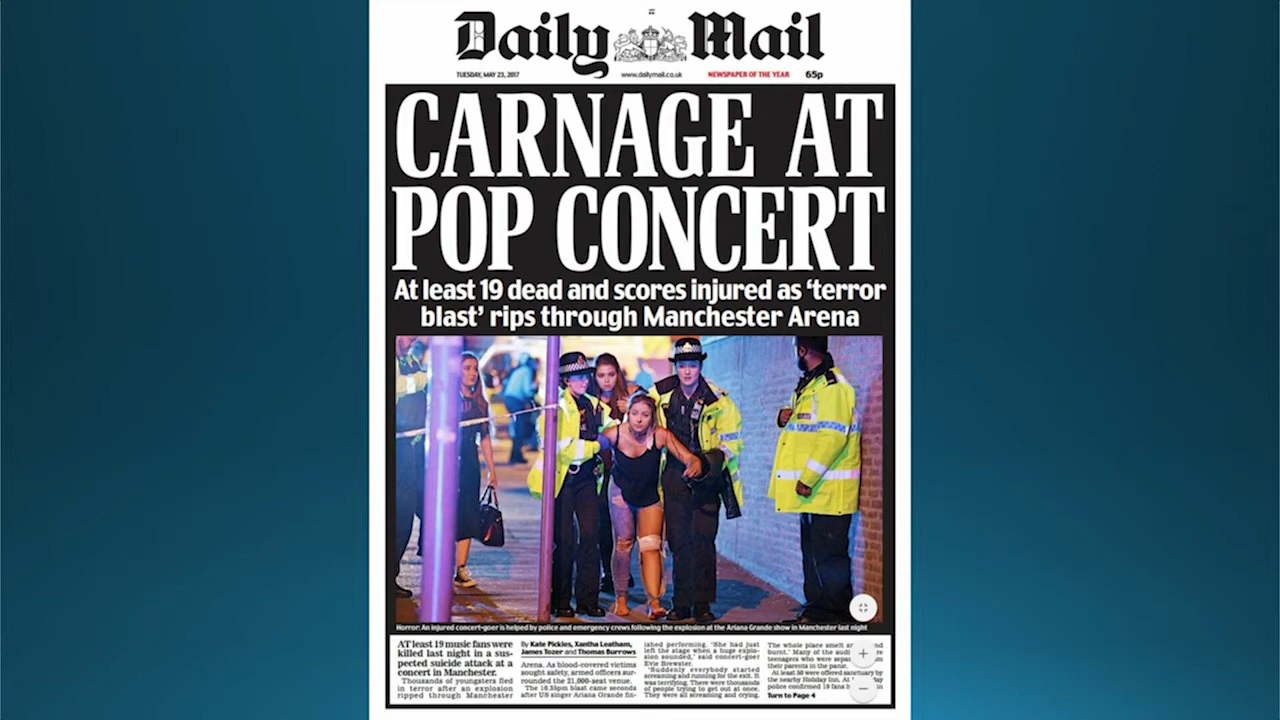 Daily Mail
TUESDAY, MAY 23, 2017
www.dailymail.co.uk
NEWSPAPER OF THE YEAR
65p
CARNAGE AT
POP CONCERT
At least 19 dead and scores injured as ‘terror
blast’ rips through Manchester Arena
Horror: An injured concert-goer is helped by police and emergency crews following the explosion at the Ariana Grande show in Manchester last night
AT least 19 music fans were
killed last night in a sus-
pected suicide attack at a
concert in Manchester.
Thousands of youngsters fled
in terror after an explosion
ripped through Manchester
By Kate Pickles, Xantha Leatham,
James Tozer and Thomas Burrows
Arena. As blood-covered victims
sought safety, armed officers sur-
rounded the 21,000-seat venue.
The 10.35pm blast came seconds
after US singer Ariana Grande fin-
ished performing. ‘She had just
left the stage when a huge explo-
sion sounded,’ said concert-goer
Evie Brewster.
‘Suddenly everybody started
screaming and running for the exit. It
was terrifying. There were thousands
of people trying to get out at once.
They were all screaming and crying.
The whole place smelt
burnt.’ Many of the
teenagers who were
their parents in the panic.
At least 50 were offered sanctuary by
the nearby Holiday Inn. At
police confirmed 19 fans
Turn to Page 4